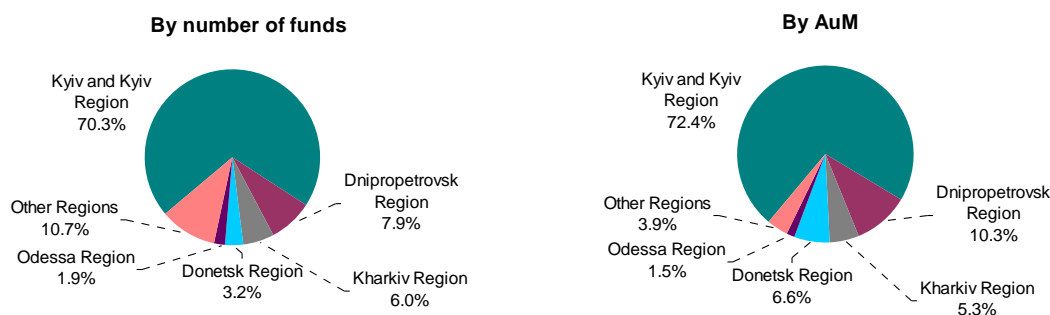 By number of funds
Kyiv and Kyiv
Region
70.3%
Dnipropetrovsk
Region
7.9%
Other Regions
10.7%
Odessa Region
1.9%
Donetsk Region
3.2%
Kharkiv Region
6.0%
By AuM
Kyiv and Kyiv
Region
72.4%
Dnipropetrovsk
Region
10.3%
Other Regions
3.9%
Odessa Region
1.5%
Donetsk Region
6.6%
Kharkiv Region
5.3%